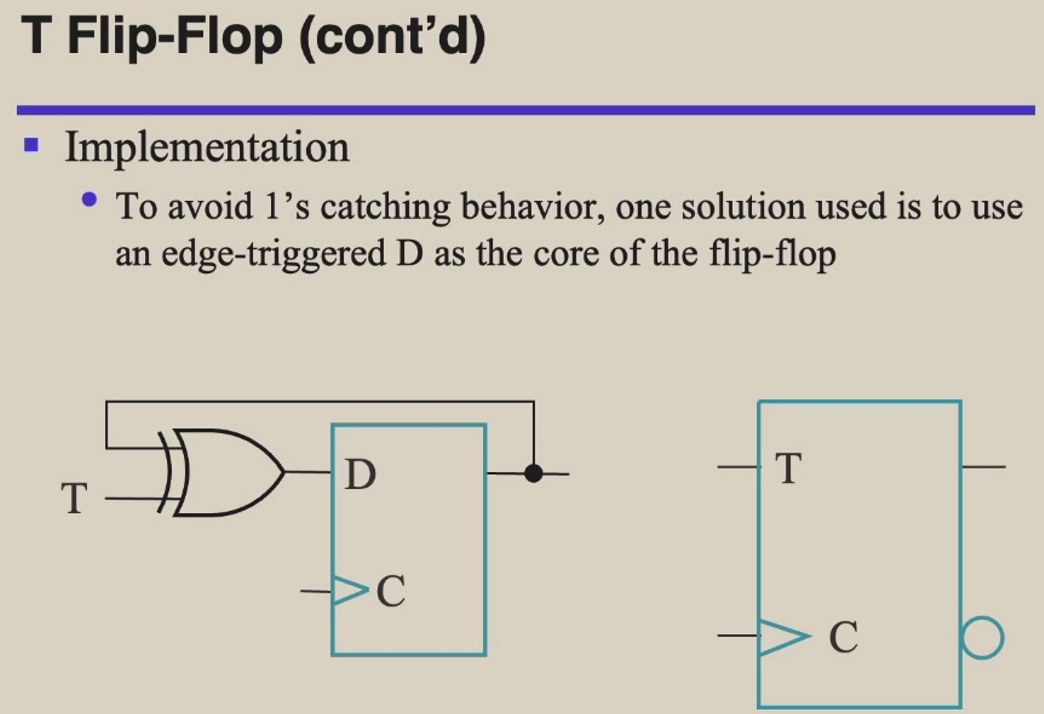 T Flip-Flop (cont’d)
Implementation
To avoid 1’s catching behavior, one solution used is to use
an edge-triggered D as the core of the flip-flop
T
D
C
T
C